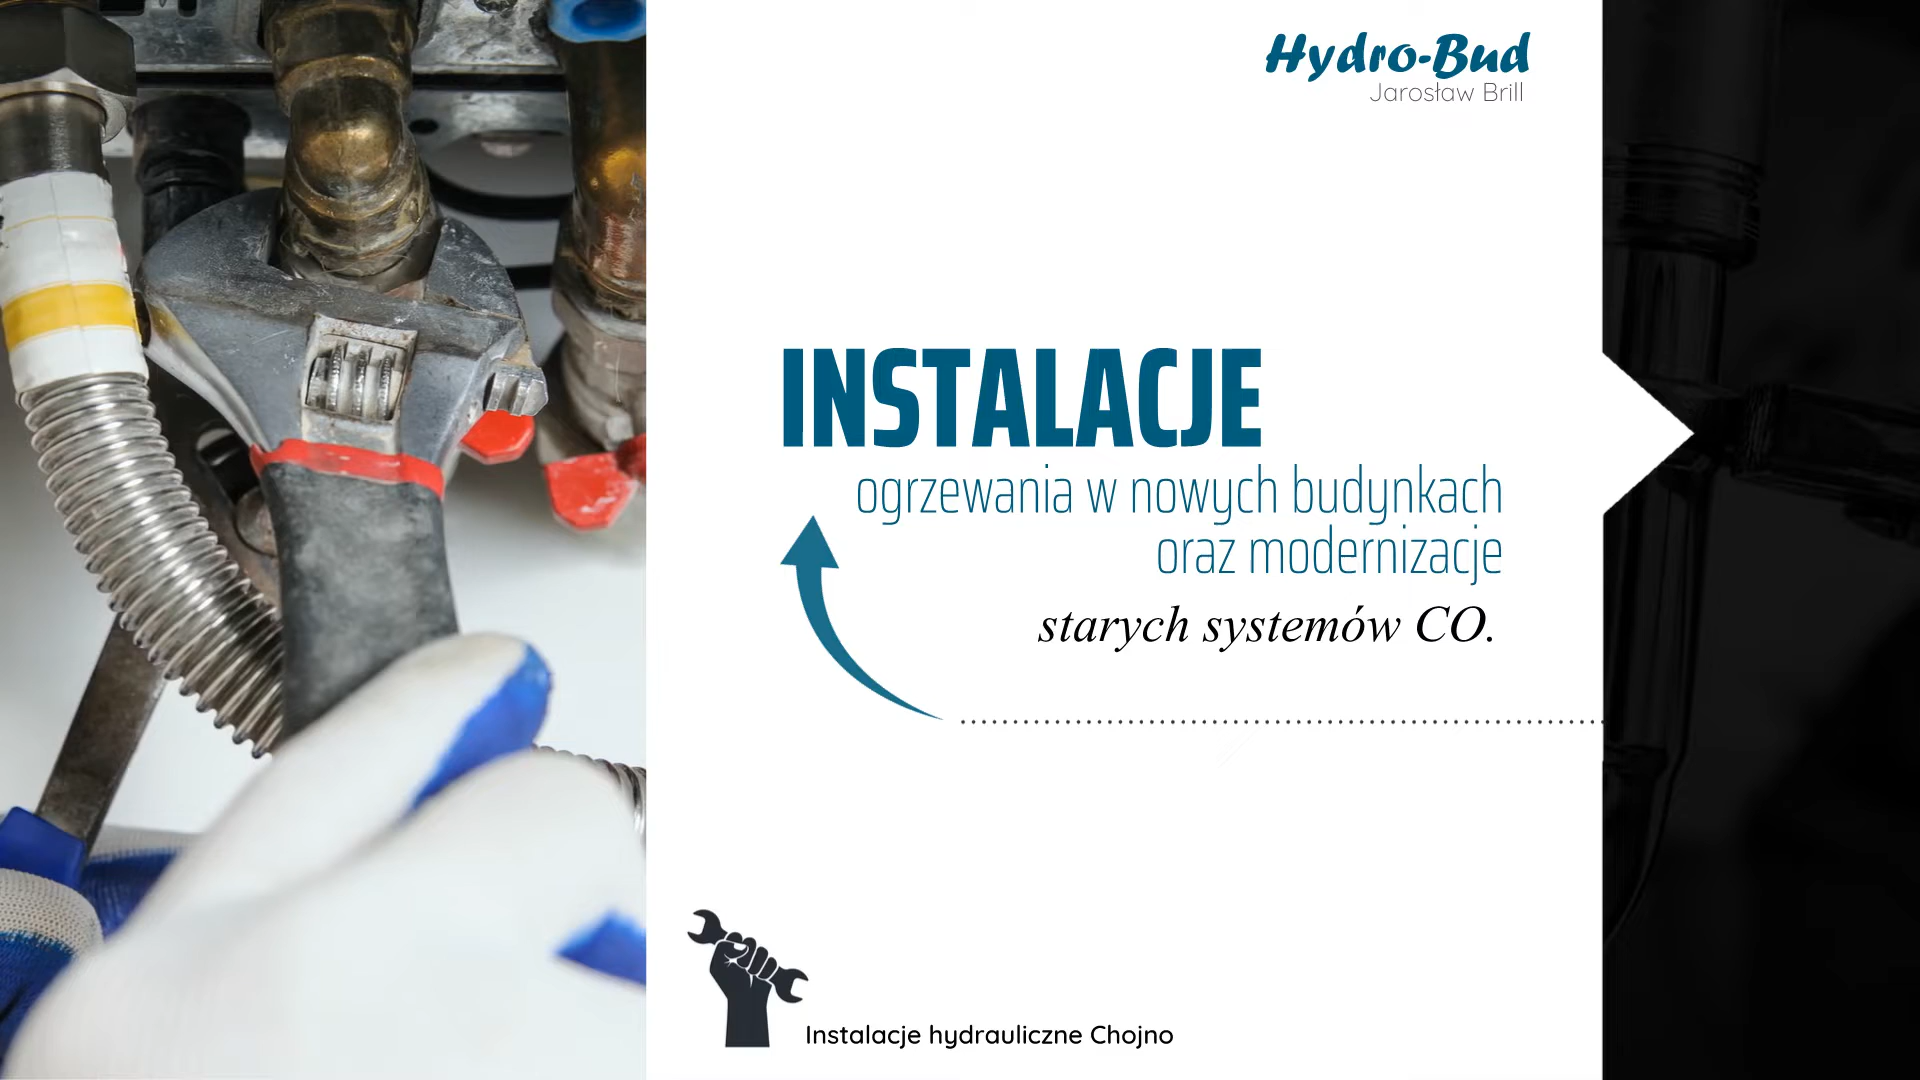 Hydro-Bud
Jarosław Brill
INSTALACJE
ogrzewania w nowych budynkach
oraz modernizacje
starych systemów CO.
Instalacje hydrauliczne Chojno